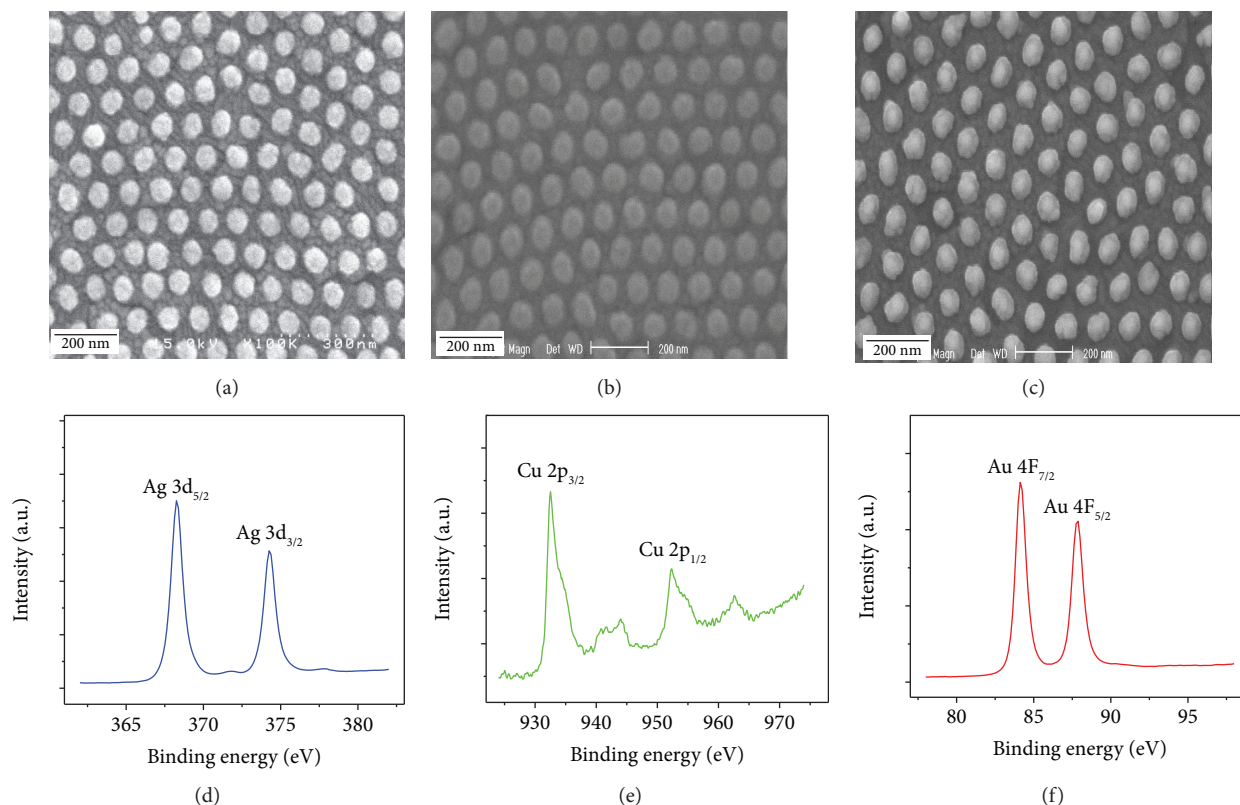 200 nm
15.0kV X100K 300nm
(a)
200 nm
Magn Det WD 200 nm
(b)
200 nm
Magn Det WD 200 nm
(c)
Intensity (a.u.)
Ag 3d5/2
Ag 3d3/2
365 370 375 380
Binding energy (eV)
(d)
Intensity (a.u.)
Cu 2p3/2
Cu 2p1/2
930 940 950 960 970
Binding energy (eV)
(e)
Intensity (a.u.)
Au 4F7/2
Au 4F5/2
80 85 90 95
Binding energy (eV)
(f)